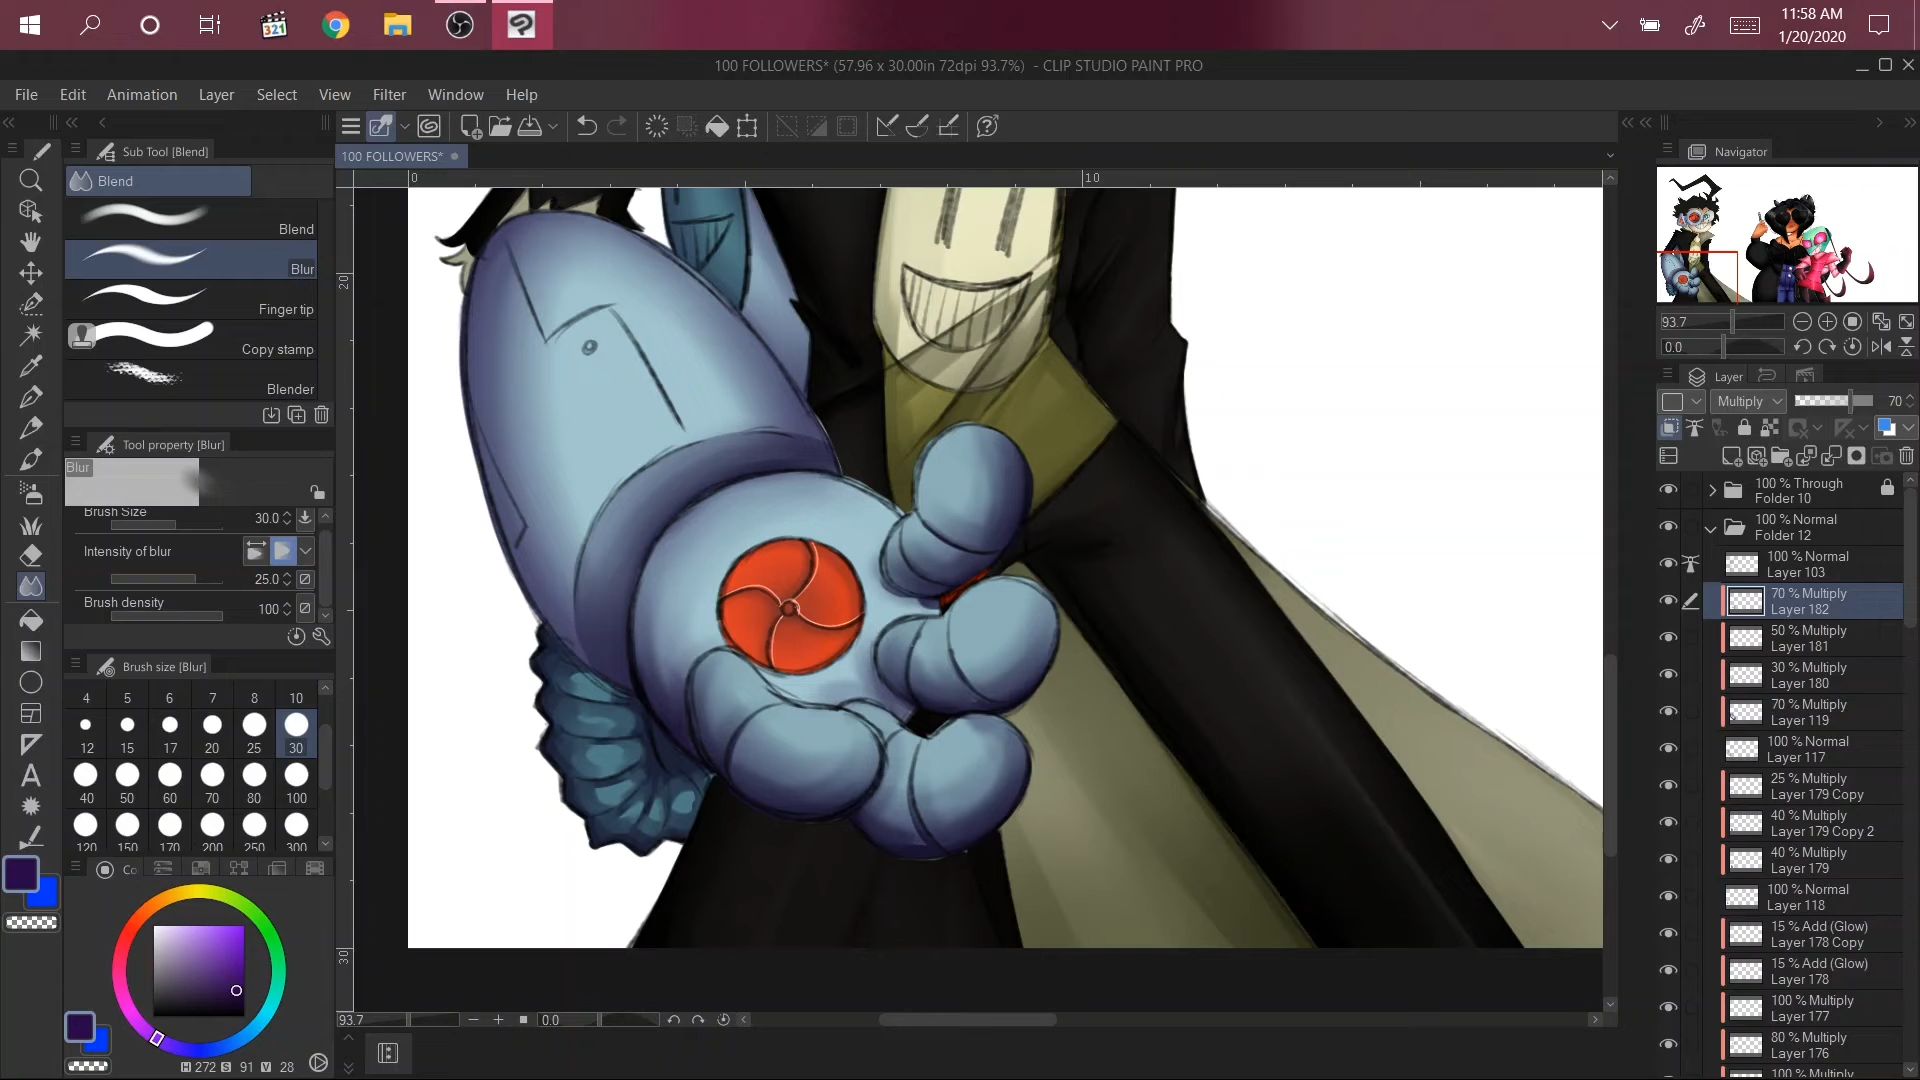 321
11:58 AM
1/20/2020
100 FOLLOWERS* (57.96 x 30.00in 72dpi 93.7%) - CLIP STUDIO PAINT PRO
File Edit Animation Layer Select View Filter Window Help
Sub Tool [Blend]
Blend
Blend
Blur
Finger tip
Copy stamp
Blender
Tool property [Blur]
Blur
Brush Size 30.0
Intensity of blur
25.0
Brush density 100
Brush size [Blur]
4 5 6 7 8 10
12 15 17 20 25 30
40 50 60 70 80 100
120 150 170 200 250 300
Co
H 272 S 91 V 28
100 FOLLOWERS*
0 10
20
30
93.7 0.0
Navigator
93.7
0.0
Layer
Multiply 70
100 % Through
Folder 10
100 % Normal
Folder 12
100 % Normal
Layer 103
70 % Multiply
Layer 182
50 % Multiply
Layer 181
30 % Multiply
Layer 180
70 % Multiply
Layer 119
100 % Normal
Layer 117
25 % Multiply
Layer 179 Copy
40 % Multiply
Layer 179 Copy 2
40 % Multiply
Layer 179
100 % Normal
Layer 118
15 % Add (Glow)
Layer 178 Copy
15 % Add (Glow)
Layer 178
100 % Multiply
Layer 177
80 % Multiply
Layer 176
100 % Multiply